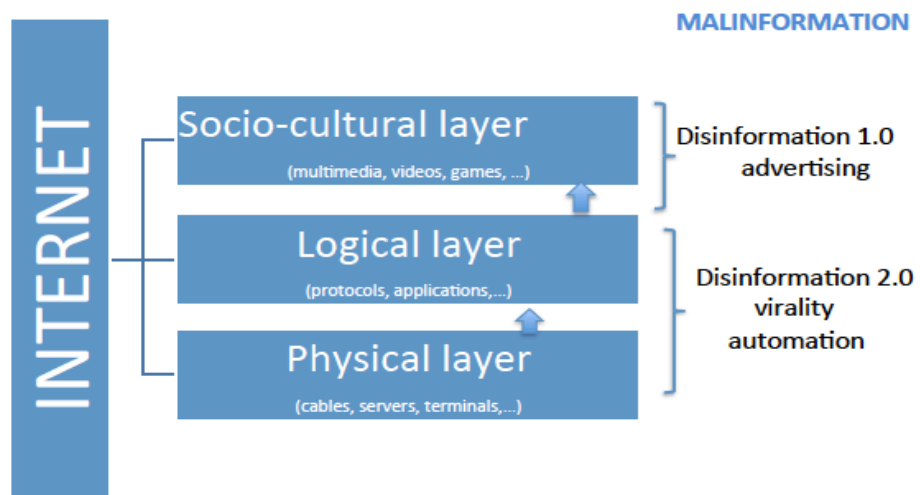 MALINFORMATION
INTERNET
Socio-cultural layer
(multimedia, videos, games, ...)
Disinformation 1.0
advertising
Logical layer
(protocols, applications,...)
Disinformation 2.0
virality
automation
Physical layer
(cables, servers, terminals,...)